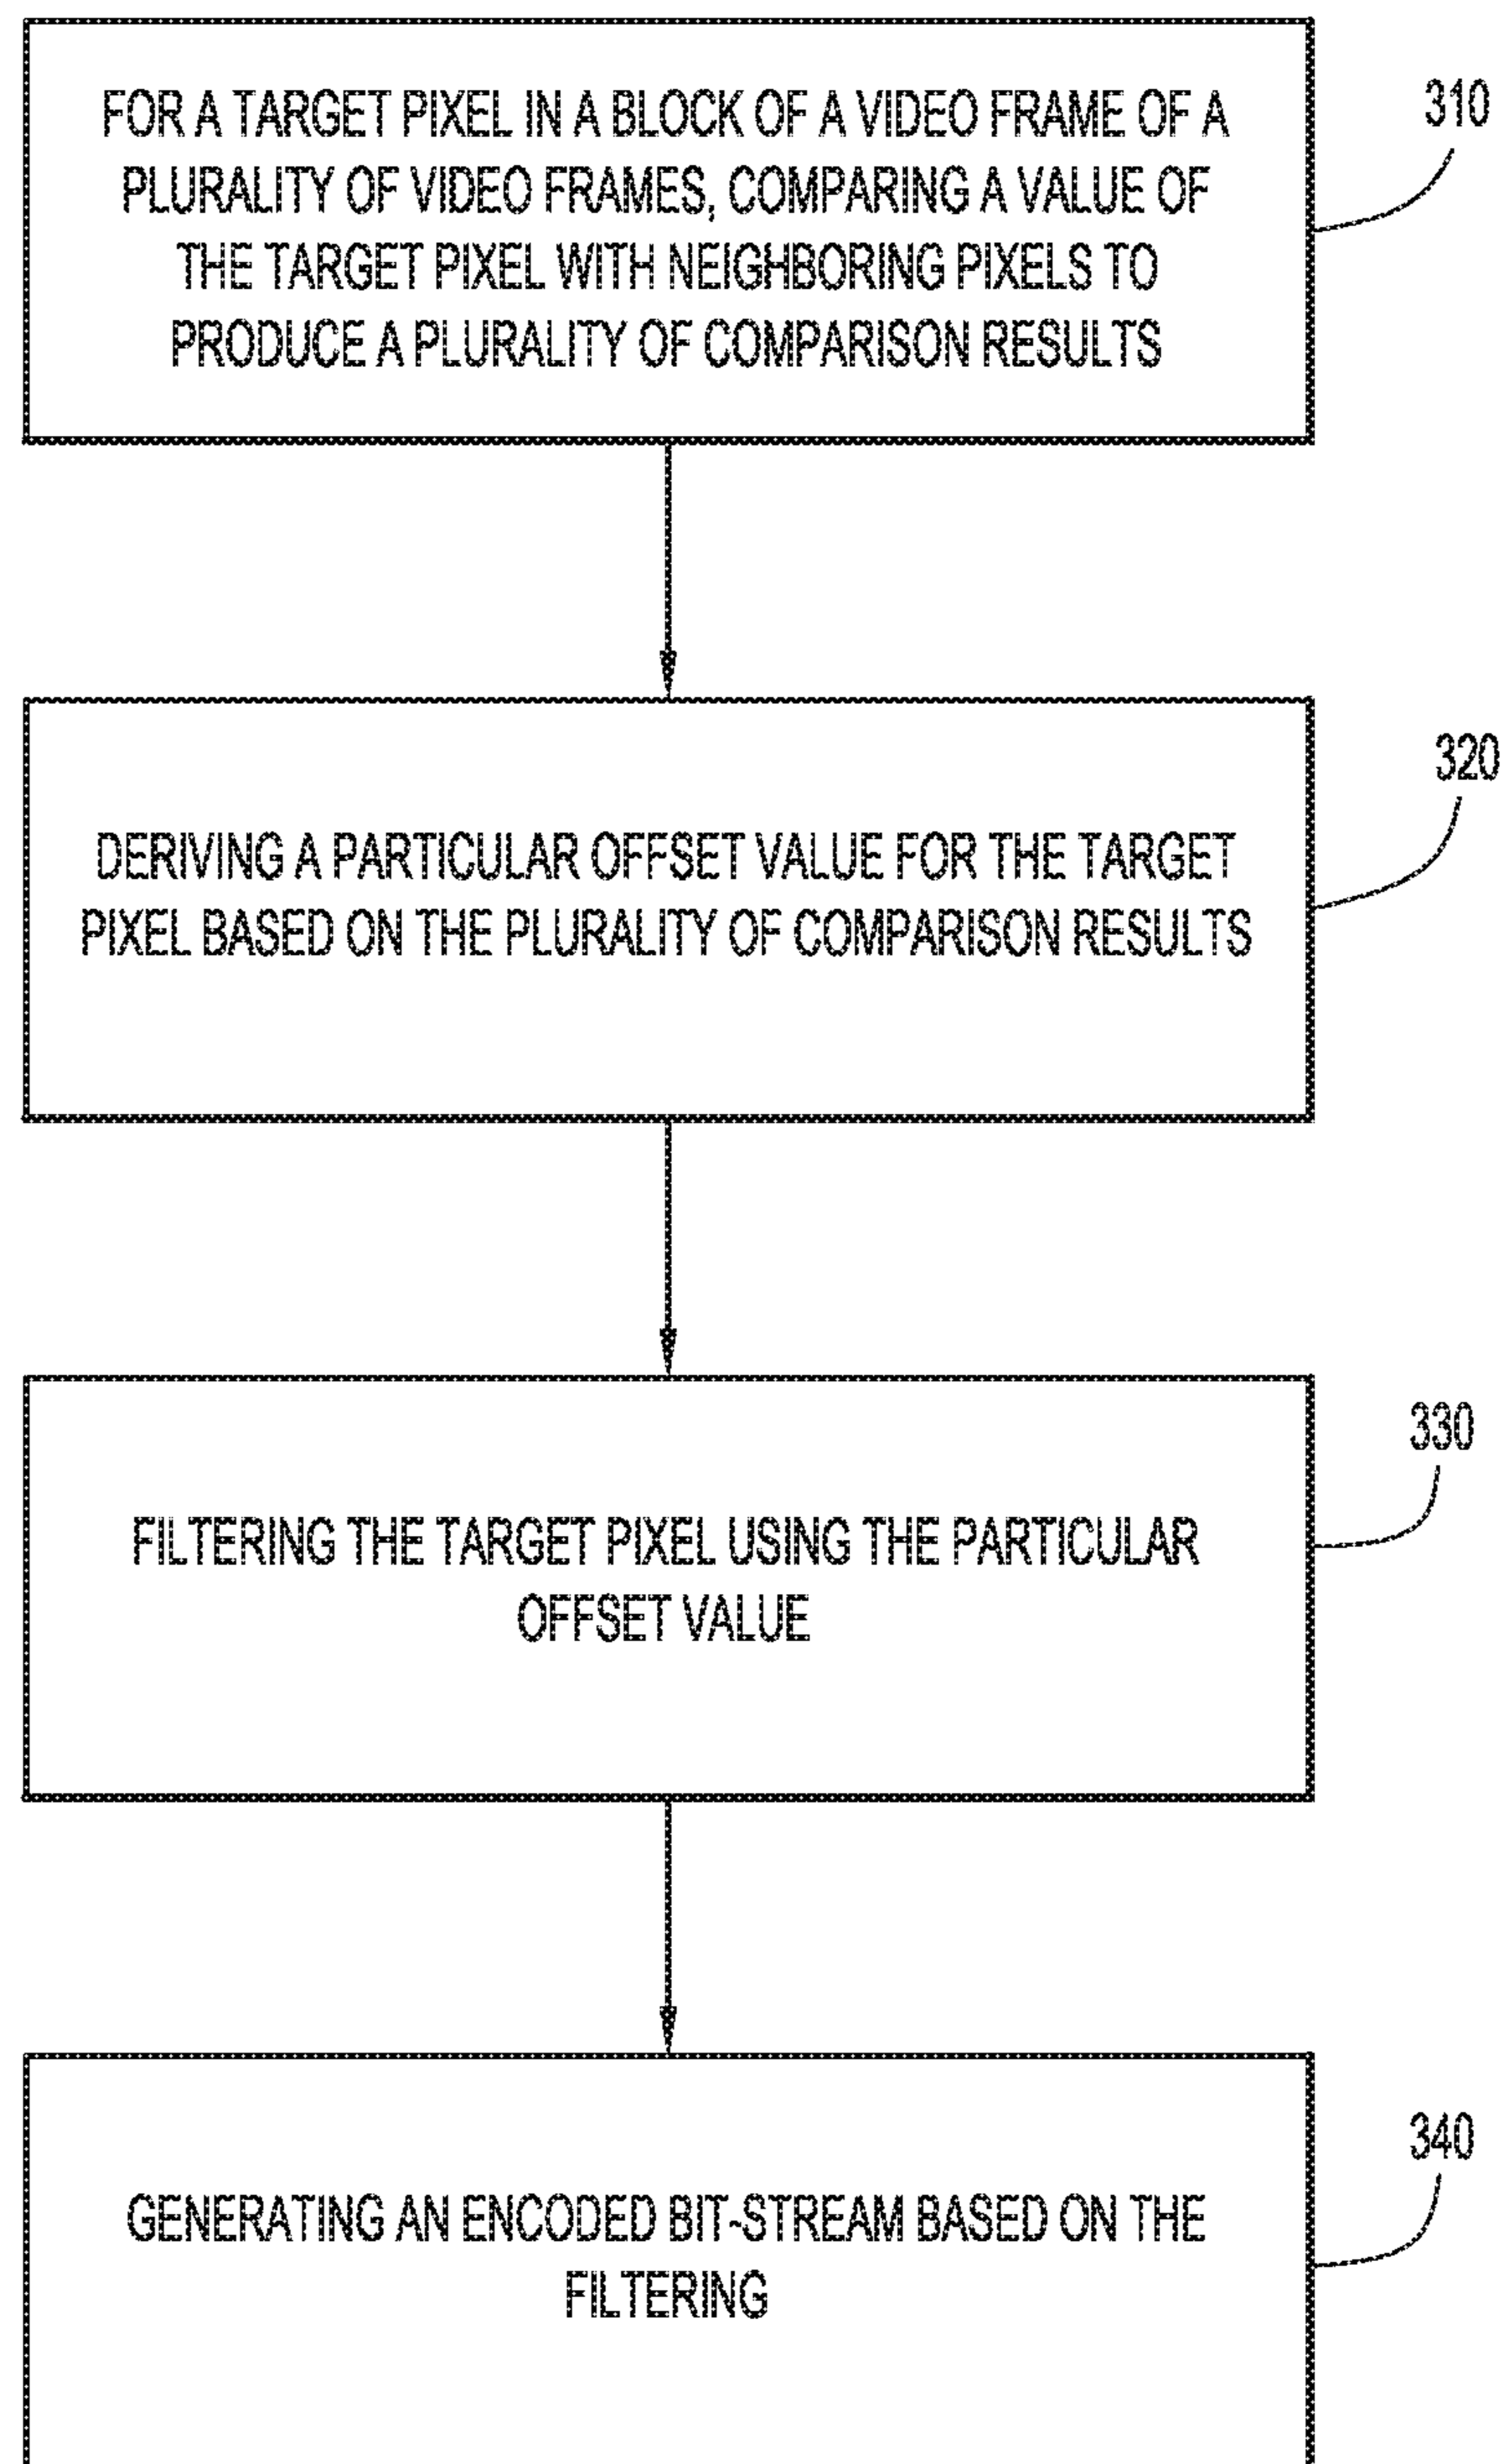 FOR A TARGET PIXEL IN A BLOCK OF A VIDEO FRAME OF A
PLURALITY OF VIDEO FRAMES, COMPARING A VALUE OF
THE TARGET PIXEL WITH NEIGHBORING PIXELS TO
PRODUCE A PLURALITY OF COMPARISON RESULTS
310
DERIVING A PARTICULAR OFFSET VALUE FOR THE TARGET
PIXEL BASED ON THE PLURALITY OF COMPARISON RESULTS
320
FILTERING THE TARGET PIXEL USING THE PARTICULAR
OFFSET VALUE
330
GENERATING AN ENCODED BIT-STREAM BASED ON THE
FILTERING
340